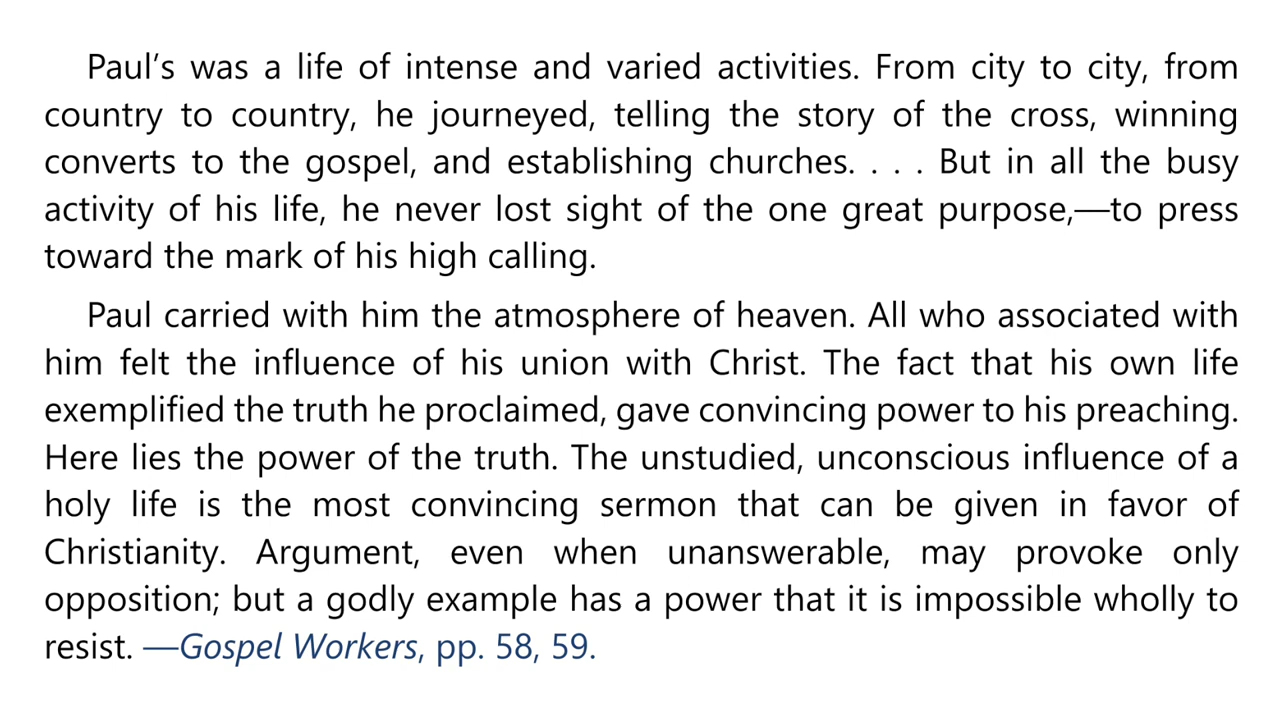 Paul’s was a life of intense and varied activities. From city to city, from
country to country, he journeyed, telling the story of the cross, winning
converts to the gospel, and establishing churches. . . . But in all the busy
activity of his life, he never lost sight of the one great purpose,—to press
toward the mark of his high calling.
Paul carried with him the atmosphere of heaven. All who associated with
him felt the influence of his union with Christ. The fact that his own life
exemplified the truth he proclaimed, gave convincing power to his preaching.
Here lies the power of the truth. The unstudied, unconscious influence of a
holy life is the most convincing sermon that can be given in favor of
Christianity. Argument, even when unanswerable, may provoke only
opposition; but a godly example has a power that it is impossible wholly to
resist. —Gospel Workers, pp. 58, 59.